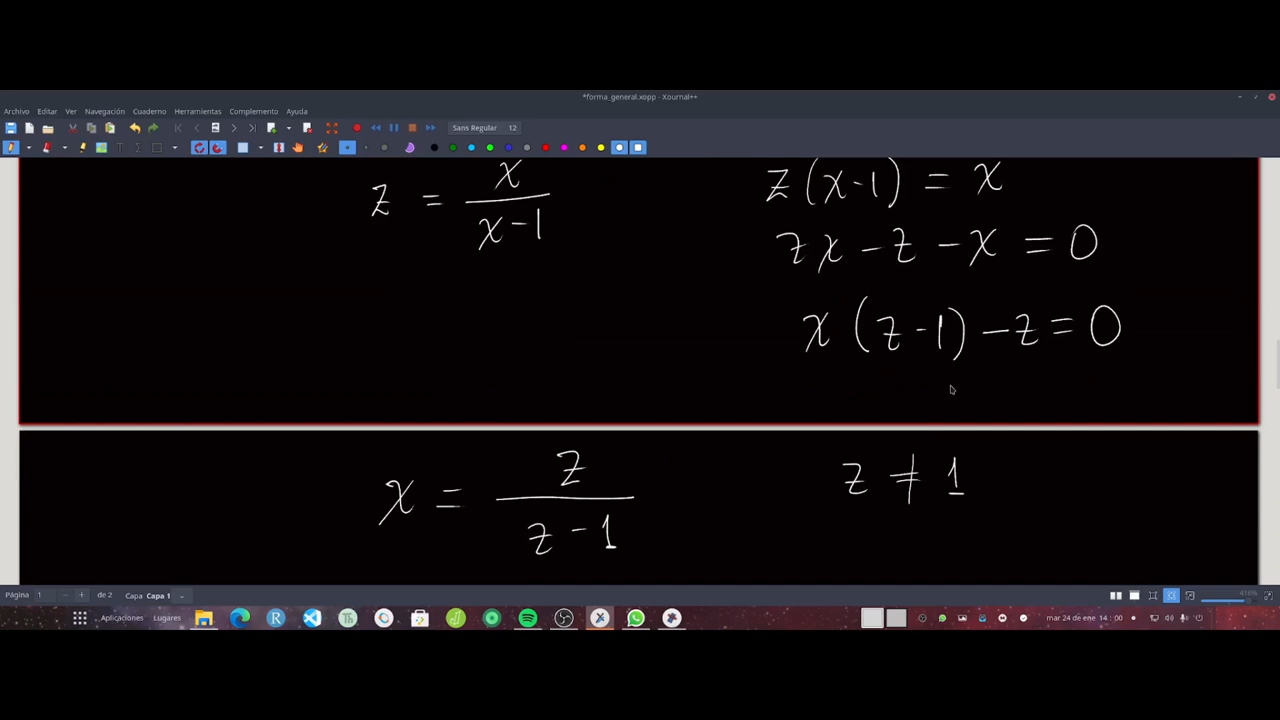 *forma_general.xopp - Xournal++
Archivo Editar Ver Navegación Cuaderno Herramientas Complemento Ayuda
Sans Regular 12
z = x / (x-1)
z(x-1) = x
zx - z - x = 0
x(z-1) - z = 0
x = z / (z-1)
z ≠ 1
Página 1 de 2 Capa Capa 1
416%
Aplicaciones Lugares
mar 24 de ene 14:00